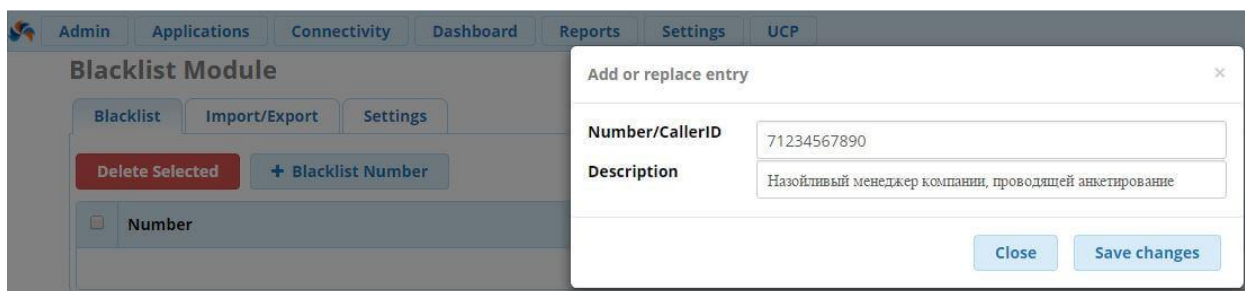 Admin Applications Connectivity Dashboard Reports Settings UCP
Blacklist Module
Add or replace entry ×
Blacklist Import/Export Settings
Number/CallerID 71234567890
Delete Selected + Blacklist Number
Description Назойливый менеджер компании, проводящей анкетирование
Number
Close Save changes